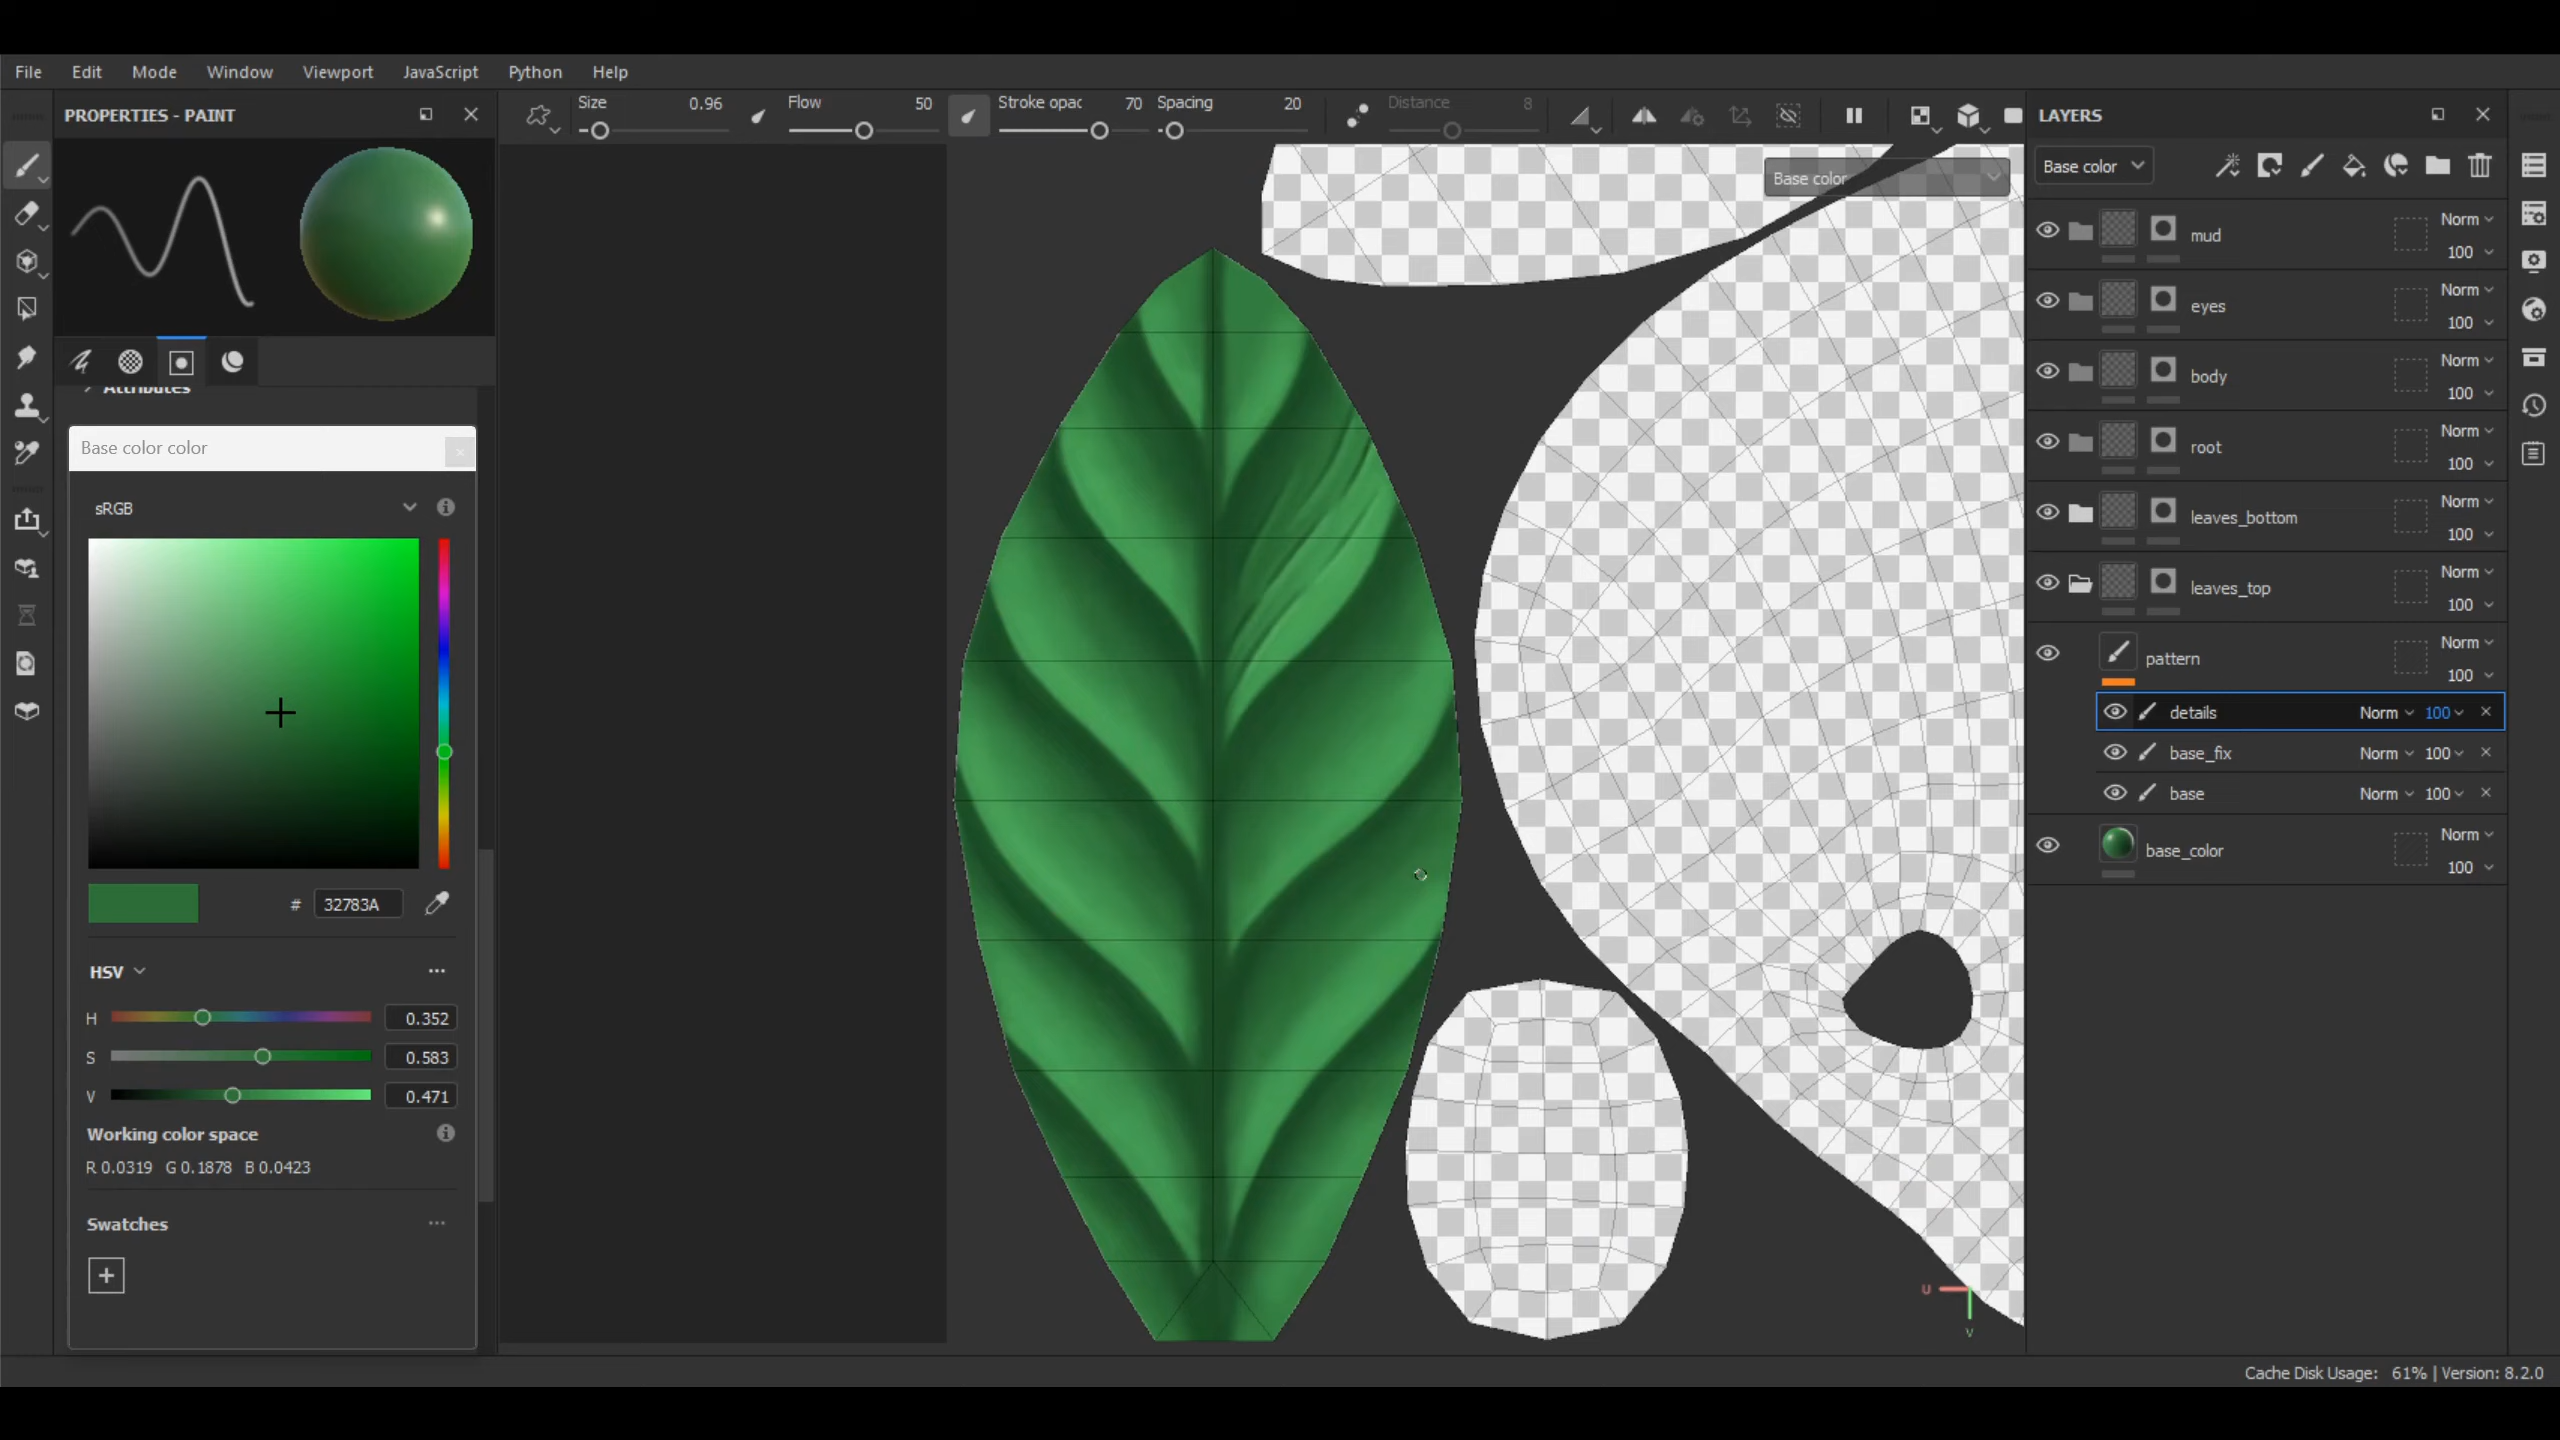 File Edit Mode Window Viewport JavaScript Python Help
PROPERTIES - PAINT
Size 0.96 Flow 50 Stroke opac 70 Spacing 20 Distance 8
LAYERS
Base color
Base color
Attributes
Base color color
sRGB
# 32783A
HSV
H 0.352
S 0.583
V 0.471
Working color space
R 0.0319 G 0.1878 B 0.0423
Swatches
mud Norm
100
eyes Norm
100
body Norm
100
root Norm
100
leaves_bottom Norm
100
leaves_top Norm
100
pattern Norm
100
details Norm 100
base_fix Norm 100
base Norm 100
base_color Norm
100
U
V
Cache Disk Usage: 61% | Version: 8.2.0